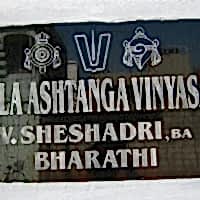 LA ASHTANGA VINYAS
V. SHESHADRI, BA
BHARATHI